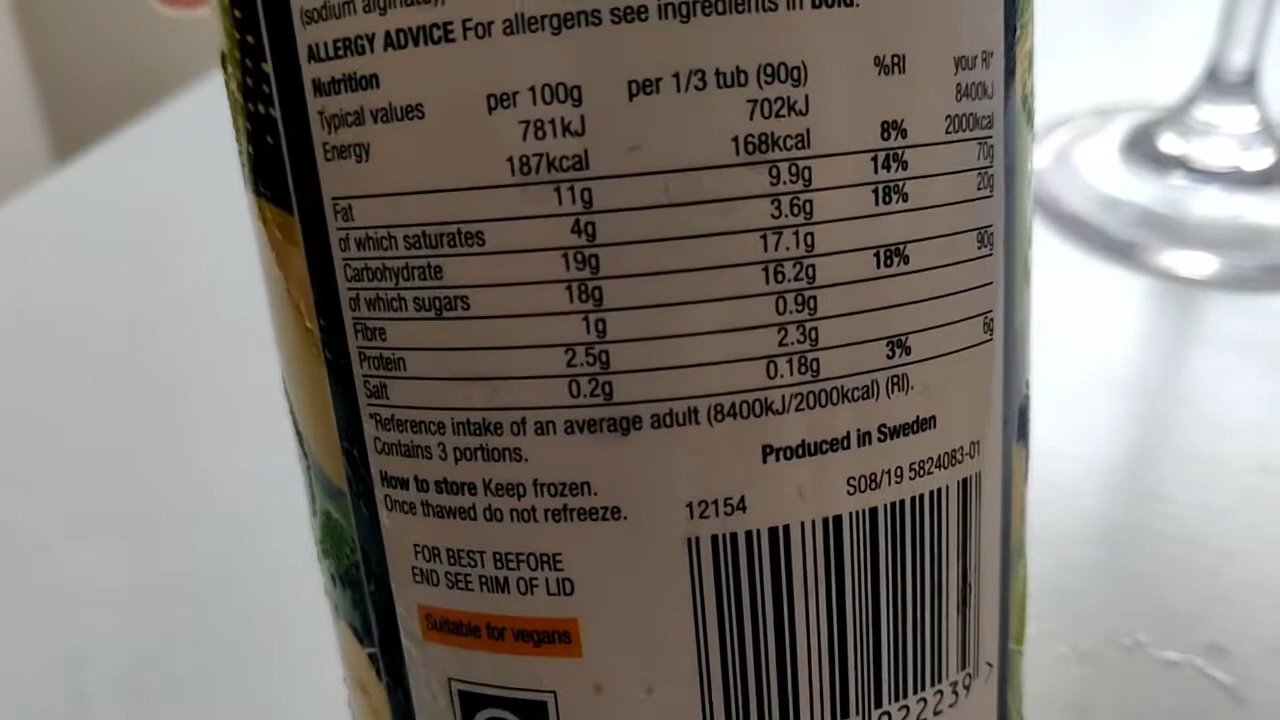 (sodium
ALLERGY ADVICE For allergens see ingredients in bold.
Nutrition
Typical values per 100g per 1/3 tub (90g) %RI your RI*
Energy 781kJ 702kJ 8400kJ
187kcal 168kcal 8% 2000kcal
Fat 11g 9.9g 14% 70g
of which saturates 4g 3.6g 18% 20g
Carbohydrate 19g 17.1g
of which sugars 18g 16.2g 18% 90g
Fibre 1g 0.9g
Protein 2.5g 2.3g
Salt 0.2g 0.18g 3% 6g
*Reference intake of an average adult (8400kJ/2000kcal) (RI).
Contains 3 portions.
Produced in Sweden
How to store Keep frozen.
Once thawed do not refreeze.
12154 S08/19 5824083-01
FOR BEST BEFORE
END SEE RIM OF LID
Suitable for vegans
22239 >